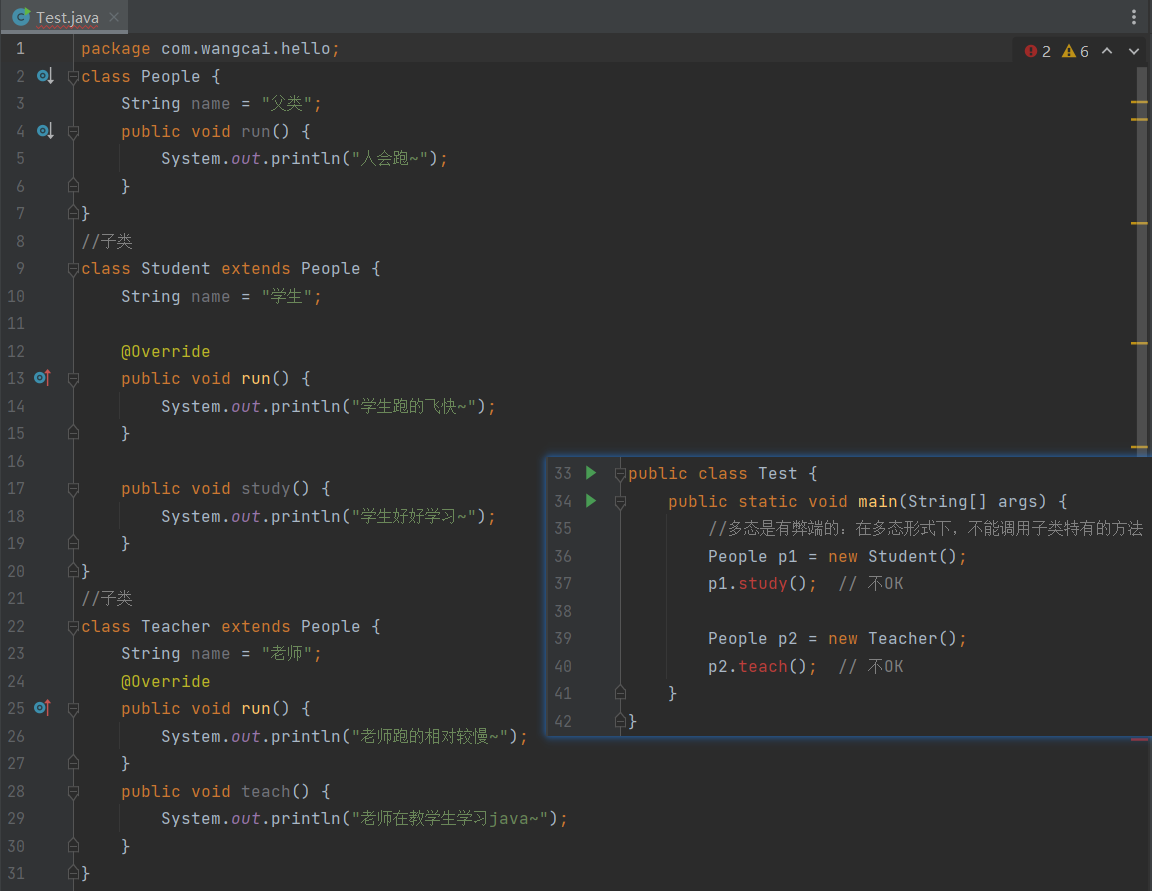 Test.java
2 6
1 package com.wangcai.hello;
2 class People {
3 String name = "父类";
4 public void run() {
5 System.out.println("人会跑~");
6 }
7 }
8 //子类
9 class Student extends People {
10 String name = "学生";
11
12 @Override
13 public void run() {
14 System.out.println("学生跑的飞快~");
15 }
16
17 public void study() {
18 System.out.println("学生好好学习~");
19 }
20 }
21 //子类
22 class Teacher extends People {
23 String name = "老师";
24 @Override
25 public void run() {
26 System.out.println("老师跑的相对较慢~");
27 }
28 public void teach() {
29 System.out.println("老师在教学生学习java~");
30 }
31 }
33 public class Test {
34 public static void main(String[] args) {
35 //多态是有弊端的：在多态形式下，不能调用子类特有的方法
36 People p1 = new Student();
37 p1.study(); // 不OK
38
39 People p2 = new Teacher();
40 p2.teach(); // 不OK
41 }
42 }